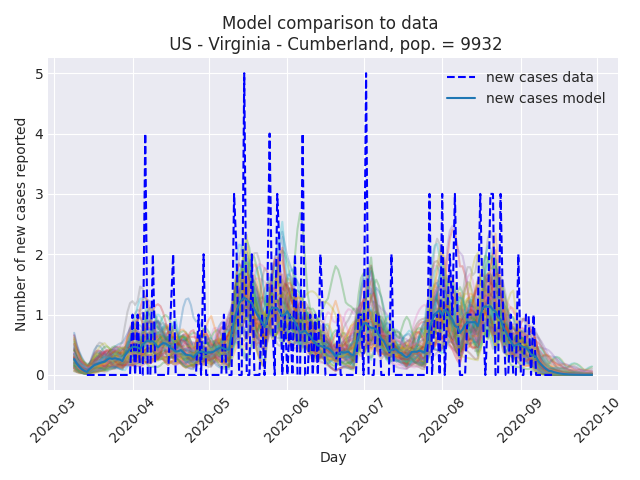 Model comparison to data
US - Virginia - Cumberland, pop. = 9932
new cases data
new cases model
Number of new cases reported
5
4
3
2
1
0
2020-03
2020-04
2020-05
2020-06
2020-07
2020-08
2020-09
2020-10
Day